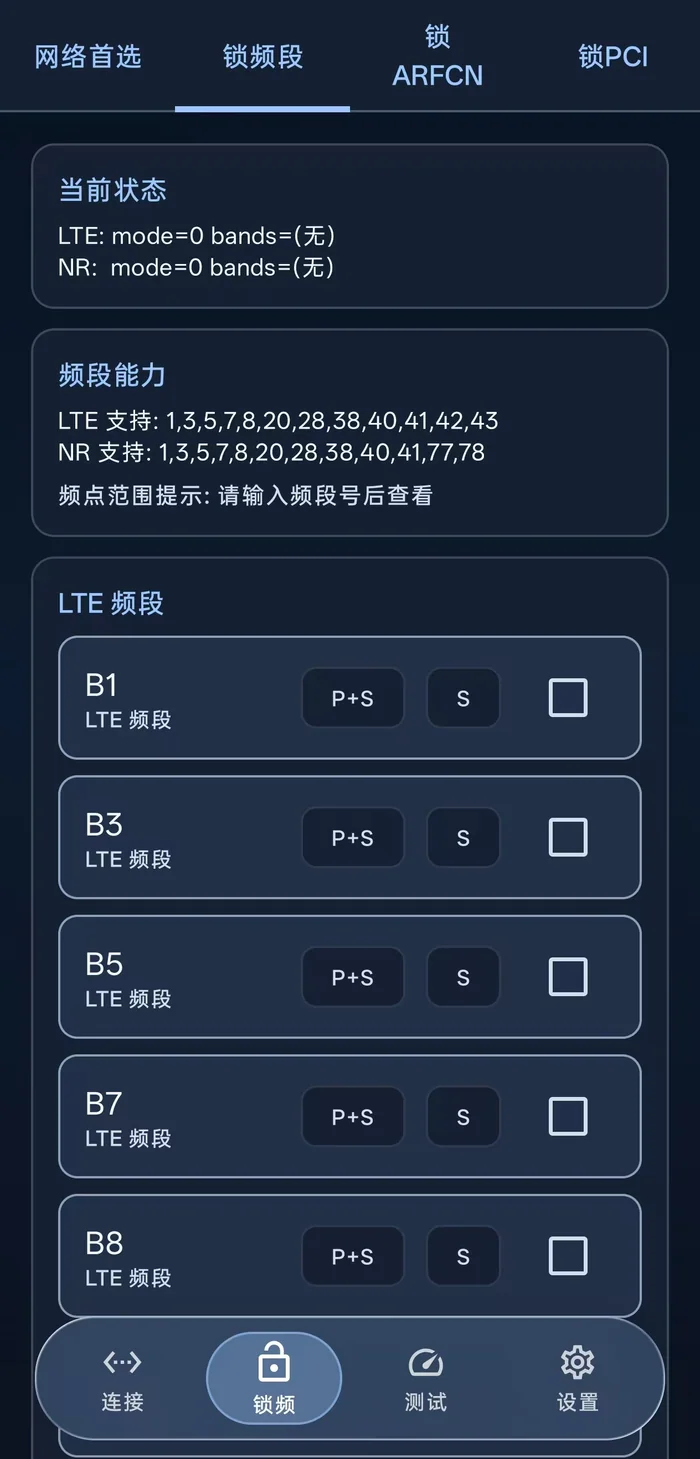 网络首选
锁频段
锁
ARFCN
锁PCI
当前状态
LTE: mode=0 bands=(无)
NR:  mode=0 bands=(无)
频段能力
LTE 支持: 1,3,5,7,8,20,28,38,40,41,42,43
NR 支持: 1,3,5,7,8,20,28,38,40,41,77,78
频点范围提示: 请输入频段号后查看
LTE 频段
B1
LTE 频段
P+S
S
B3
LTE 频段
P+S
S
B5
LTE 频段
P+S
S
B7
LTE 频段
P+S
S
B8
LTE 频段
P+S
S
连接
锁频
测试
设置